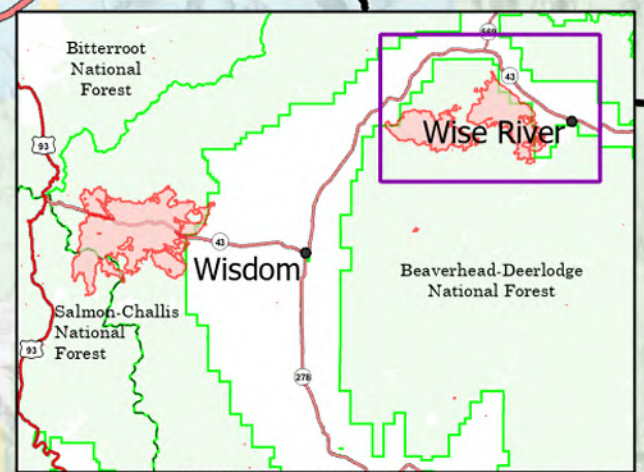 Bitterroot
National
Forest
569
43
93
Wise River
43
Wisdom
Beaverhead-Deerlodge
National Forest
Salmon-Challis
National
Forest
93
278